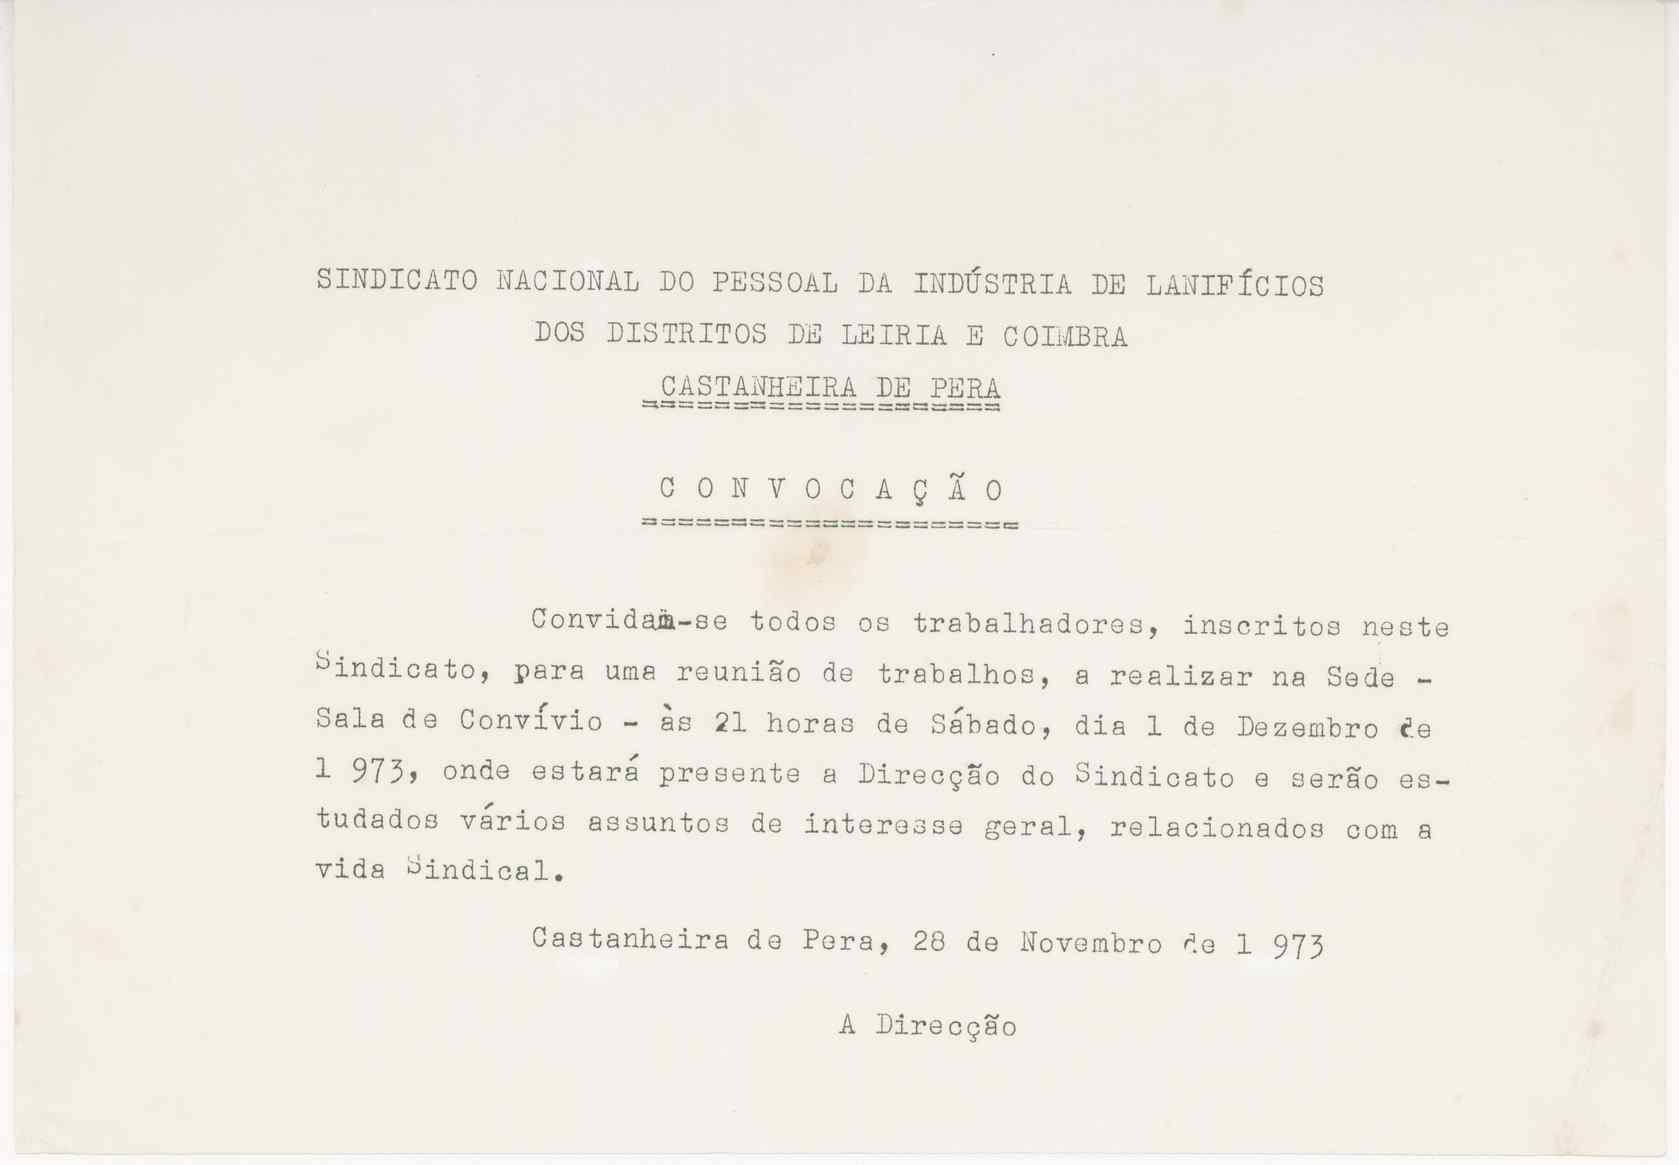 SINDICATO NACIONAL DO PESSOAL DA INDÚSTRIA DE LANIFÍCIOS
DOS DISTRITOS DE LEIRIA E COIMBRA
CASTANHEIRA DE PERA
====================
C O N V O C A Ç Ã O
=====================
Convidam-se todos os trabalhadores, inscritos neste
Sindicato, para uma reunião de trabalhos, a realizar na Sede -
Sala de Convívio - às 21 horas de Sábado, dia 1 de Dezembro de
1 973, onde estará presente a Direcção do Sindicato e serão es-
tudados vários assuntos de interesse geral, relacionados com a
vida Sindical.
Castanheira de Pera, 28 de Novembro de 1 973
A Direcção